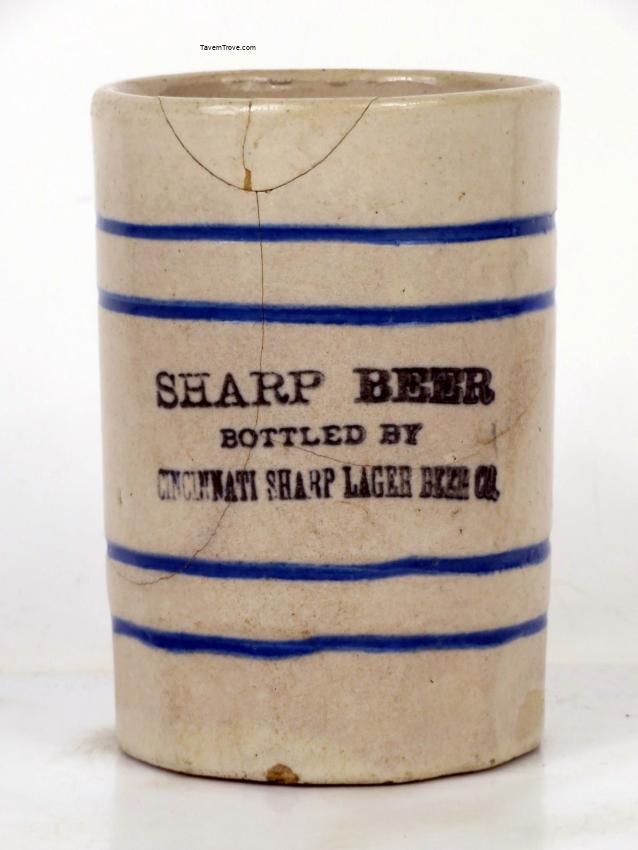 TavernTrove.com
SHARP BEER
BOTTLED BY
CINCINNATI SHARP LAGER BEER CO.